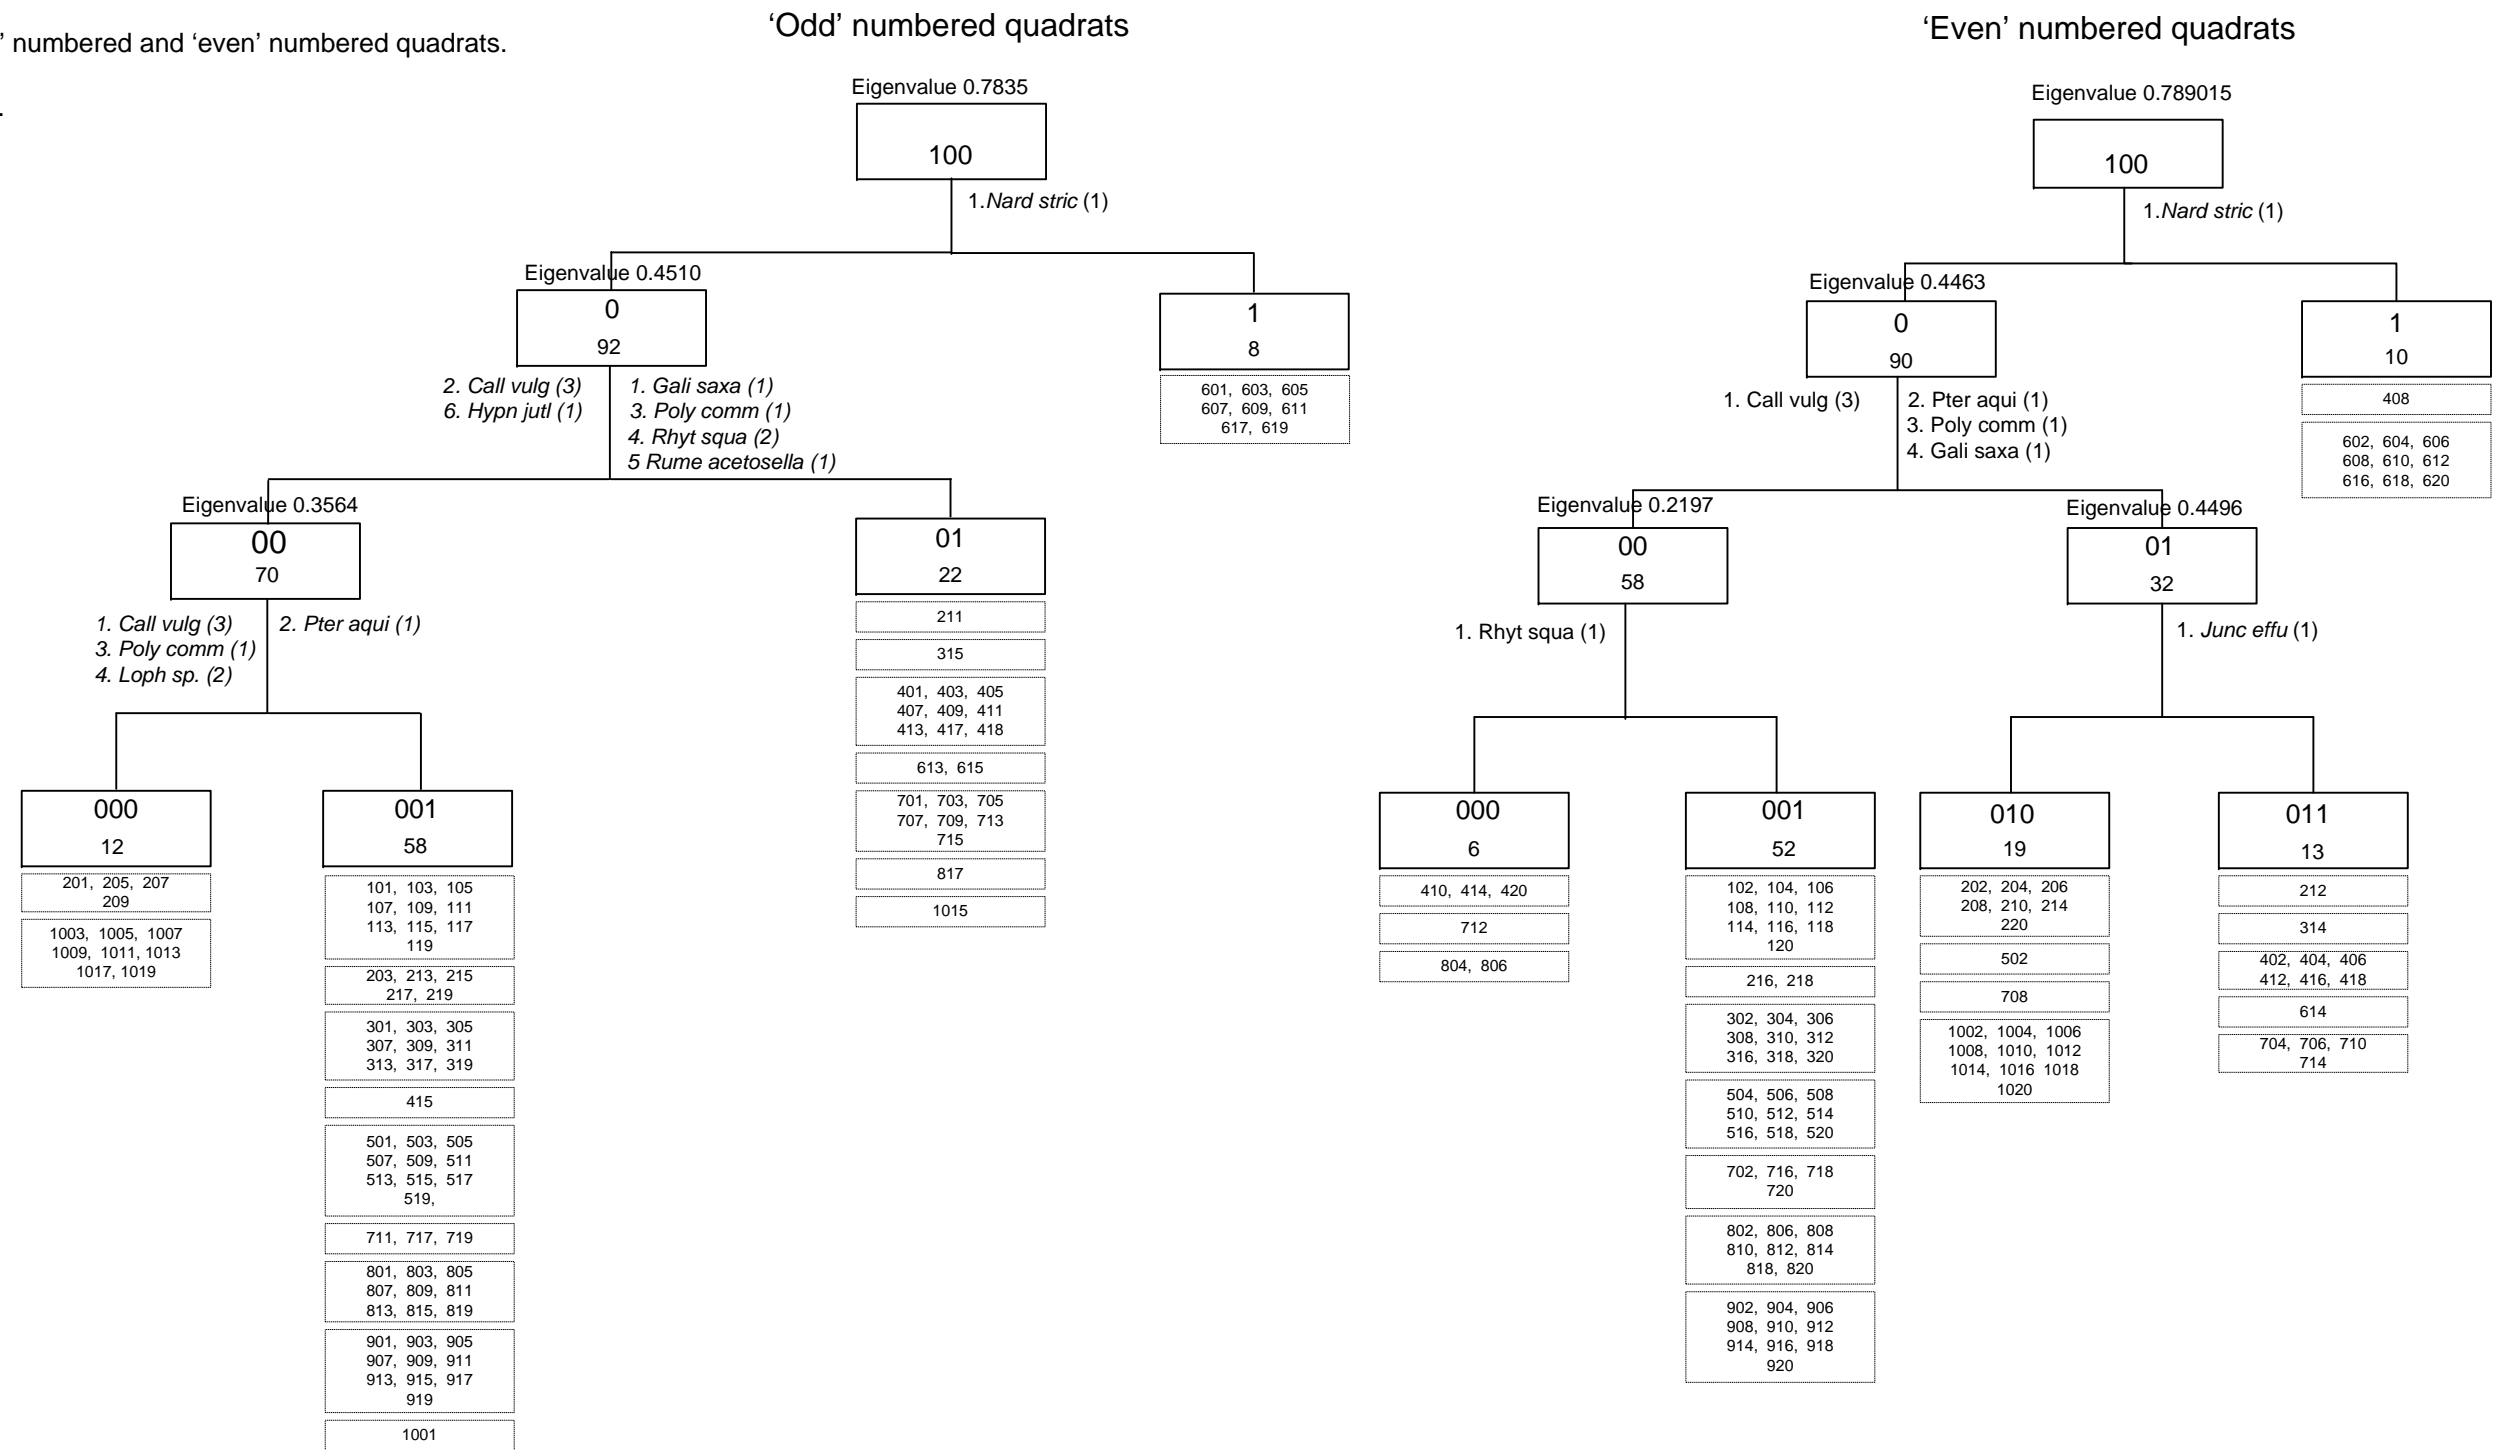 ’ numbered and ‘even’ numbered quadrats.
.
‘Odd’ numbered quadrats
Eigenvalue 0.7835
100
1.Nard stric (1)
Eigenvalue 0.4510
0
92
1
8
601, 603, 605
607, 609, 611
617, 619
2. Call vulg (3)
6. Hypn jutl (1)
1. Gali saxa (1)
3. Poly comm (1)
4. Rhyt squa (2)
5 Rume acetosella (1)
Eigenvalue 0.3564
00
70
01
22
211
315
401, 403, 405
407, 409, 411
413, 417, 418
613, 615
701, 703, 705
707, 709, 713
715
817
1015
1. Call vulg (3)
3. Poly comm (1)
4. Loph sp. (2)
2. Pter aqui (1)
000
12
201, 205, 207
209
1003, 1005, 1007
1009, 1011, 1013
1017, 1019
001
58
101, 103, 105
107, 109, 111
113, 115, 117
119
203, 213, 215
217, 219
301, 303, 305
307, 309, 311
313, 317, 319
415
501, 503, 505
507, 509, 511
513, 515, 517
519,
711, 717, 719
801, 803, 805
807, 809, 811
813, 815, 819
901, 903, 905
907, 909, 911
913, 915, 917
919
1001
‘Even’ numbered quadrats
Eigenvalue 0.789015
100
1.Nard stric (1)
Eigenvalue 0.4463
0
90
1
10
408
602, 604, 606
608, 610, 612
616, 618, 620
1. Call vulg (3)
2. Pter aqui (1)
3. Poly comm (1)
4. Gali saxa (1)
Eigenvalue 0.2197
00
58
Eigenvalue 0.4496
01
32
1. Rhyt squa (1)
1. Junc effu (1)
000
6
410, 414, 420
712
804, 806
001
52
102, 104, 106
108, 110, 112
114, 116, 118
120
216, 218
302, 304, 306
308, 310, 312
316, 318, 320
504, 506, 508
510, 512, 514
516, 518, 520
702, 716, 718
720
802, 806, 808
810, 812, 814
818, 820
902, 904, 906
908, 910, 912
914, 916, 918
920
010
19
202, 204, 206
208, 210, 214
220
502
708
1002, 1004, 1006
1008, 1010, 1012
1014, 1016 1018
1020
011
13
212
314
402, 404, 406
412, 416, 418
614
704, 706, 710
714